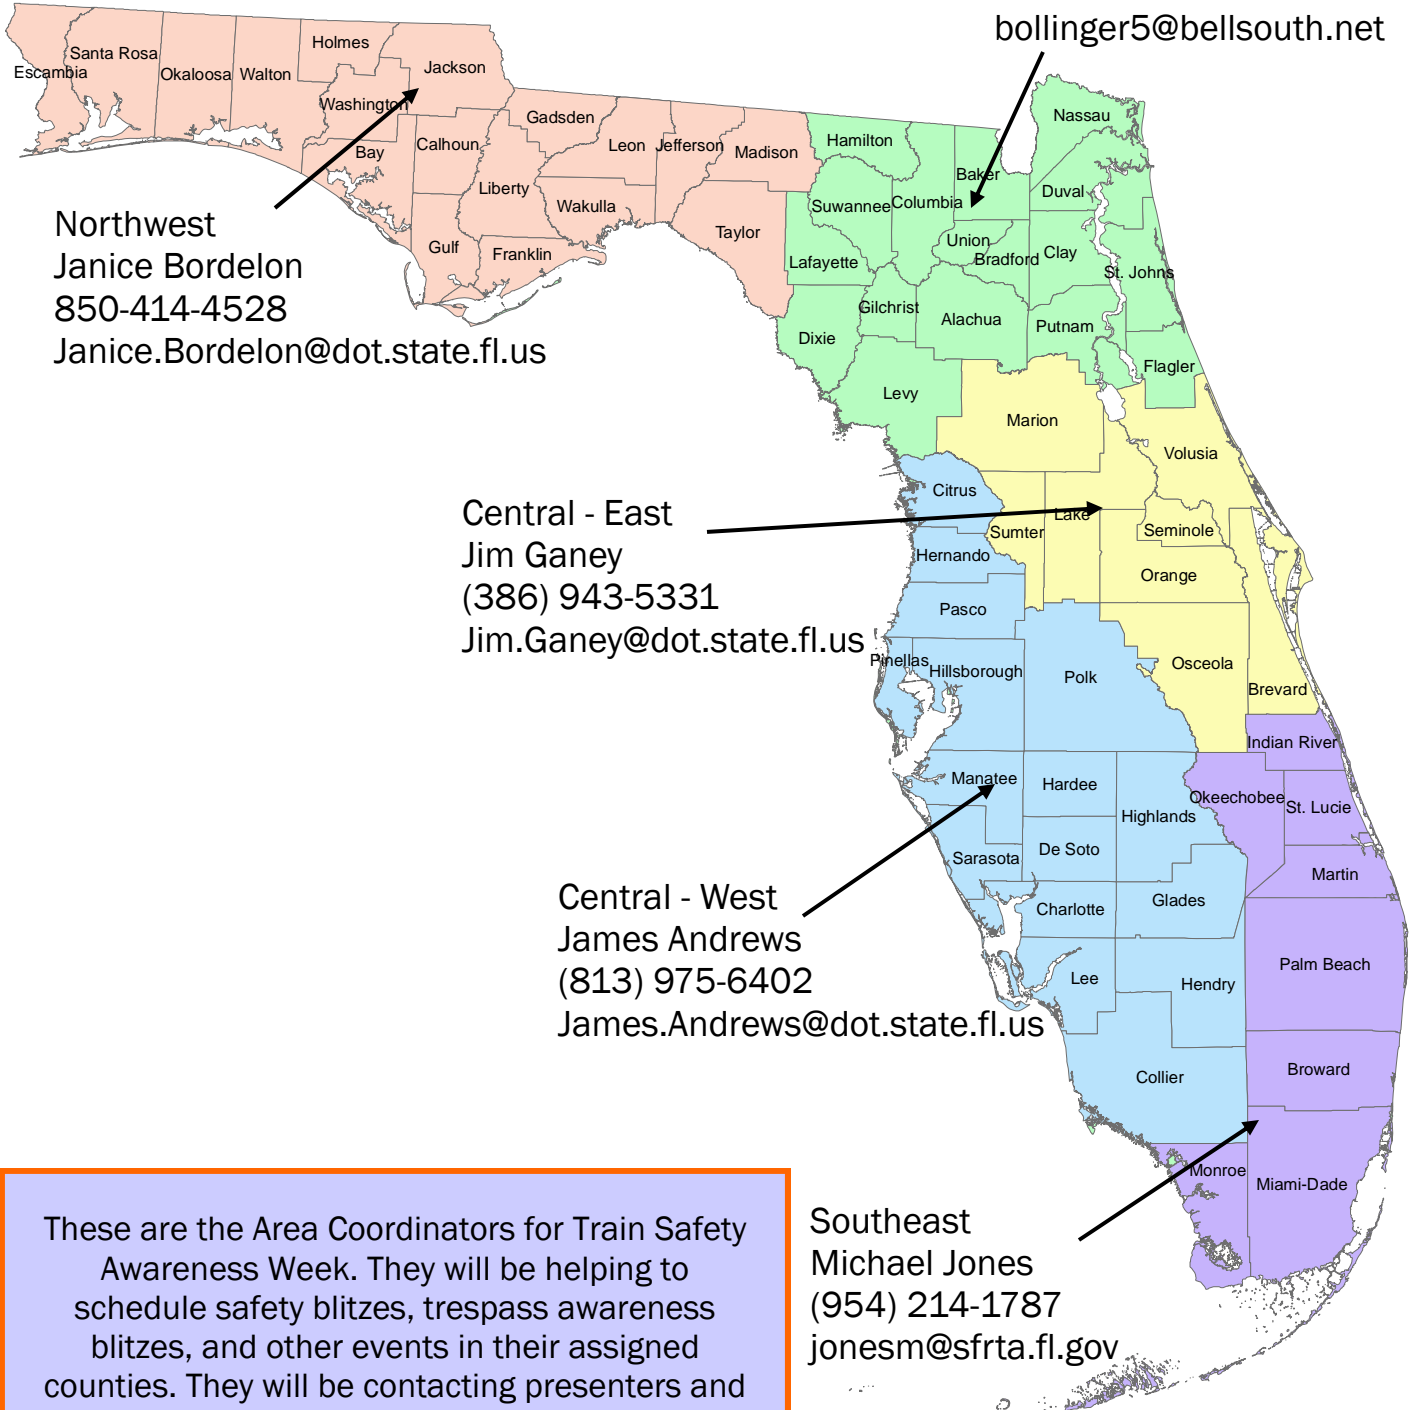 bollinger5@bellsouth.net
Holmes
Santa Rosa
Jackson
Escambia
Okaloosa
Walton
Washington
Gadsden
Nassau
Bay
Calhoun
Leon
Jefferson
Madison
Hamilton
Baker
Liberty
Wakulla
Suwannee
Columbia
Duval
Taylor
Gulf
Franklin
Union
Bradford
Clay
Lafayette
St. Johns
Northwest
Janice Bordelon
850-414-4528
Janice.Bordelon@dot.state.fl.us
Gilchrist
Alachua
Putnam
Dixie
Flagler
Levy
Marion
Volusia
Citrus
Central - East
Jim Ganey
(386) 943-5331
Jim.Ganey@dot.state.fl.us
Lake
Sumter
Seminole
Hernando
Orange
Pasco
Pinellas
Hillsborough
Polk
Osceola
Brevard
Indian River
Manatee
Hardee
Okeechobee
St. Lucie
Highlands
Sarasota
De Soto
Martin
Central - West
James Andrews
(813) 975-6402
James.Andrews@dot.state.fl.us
Charlotte
Glades
Palm Beach
Lee
Hendry
Collier
Broward
Monroe
Miami-Dade
Southeast
Michael Jones
(954) 214-1787
jonesm@sfrta.fl.gov
These are the Area Coordinators for Train Safety
Awareness Week. They will be helping to
schedule safety blitzes, trespass awareness
blitzes, and other events in their assigned
counties. They will be contacting presenters and